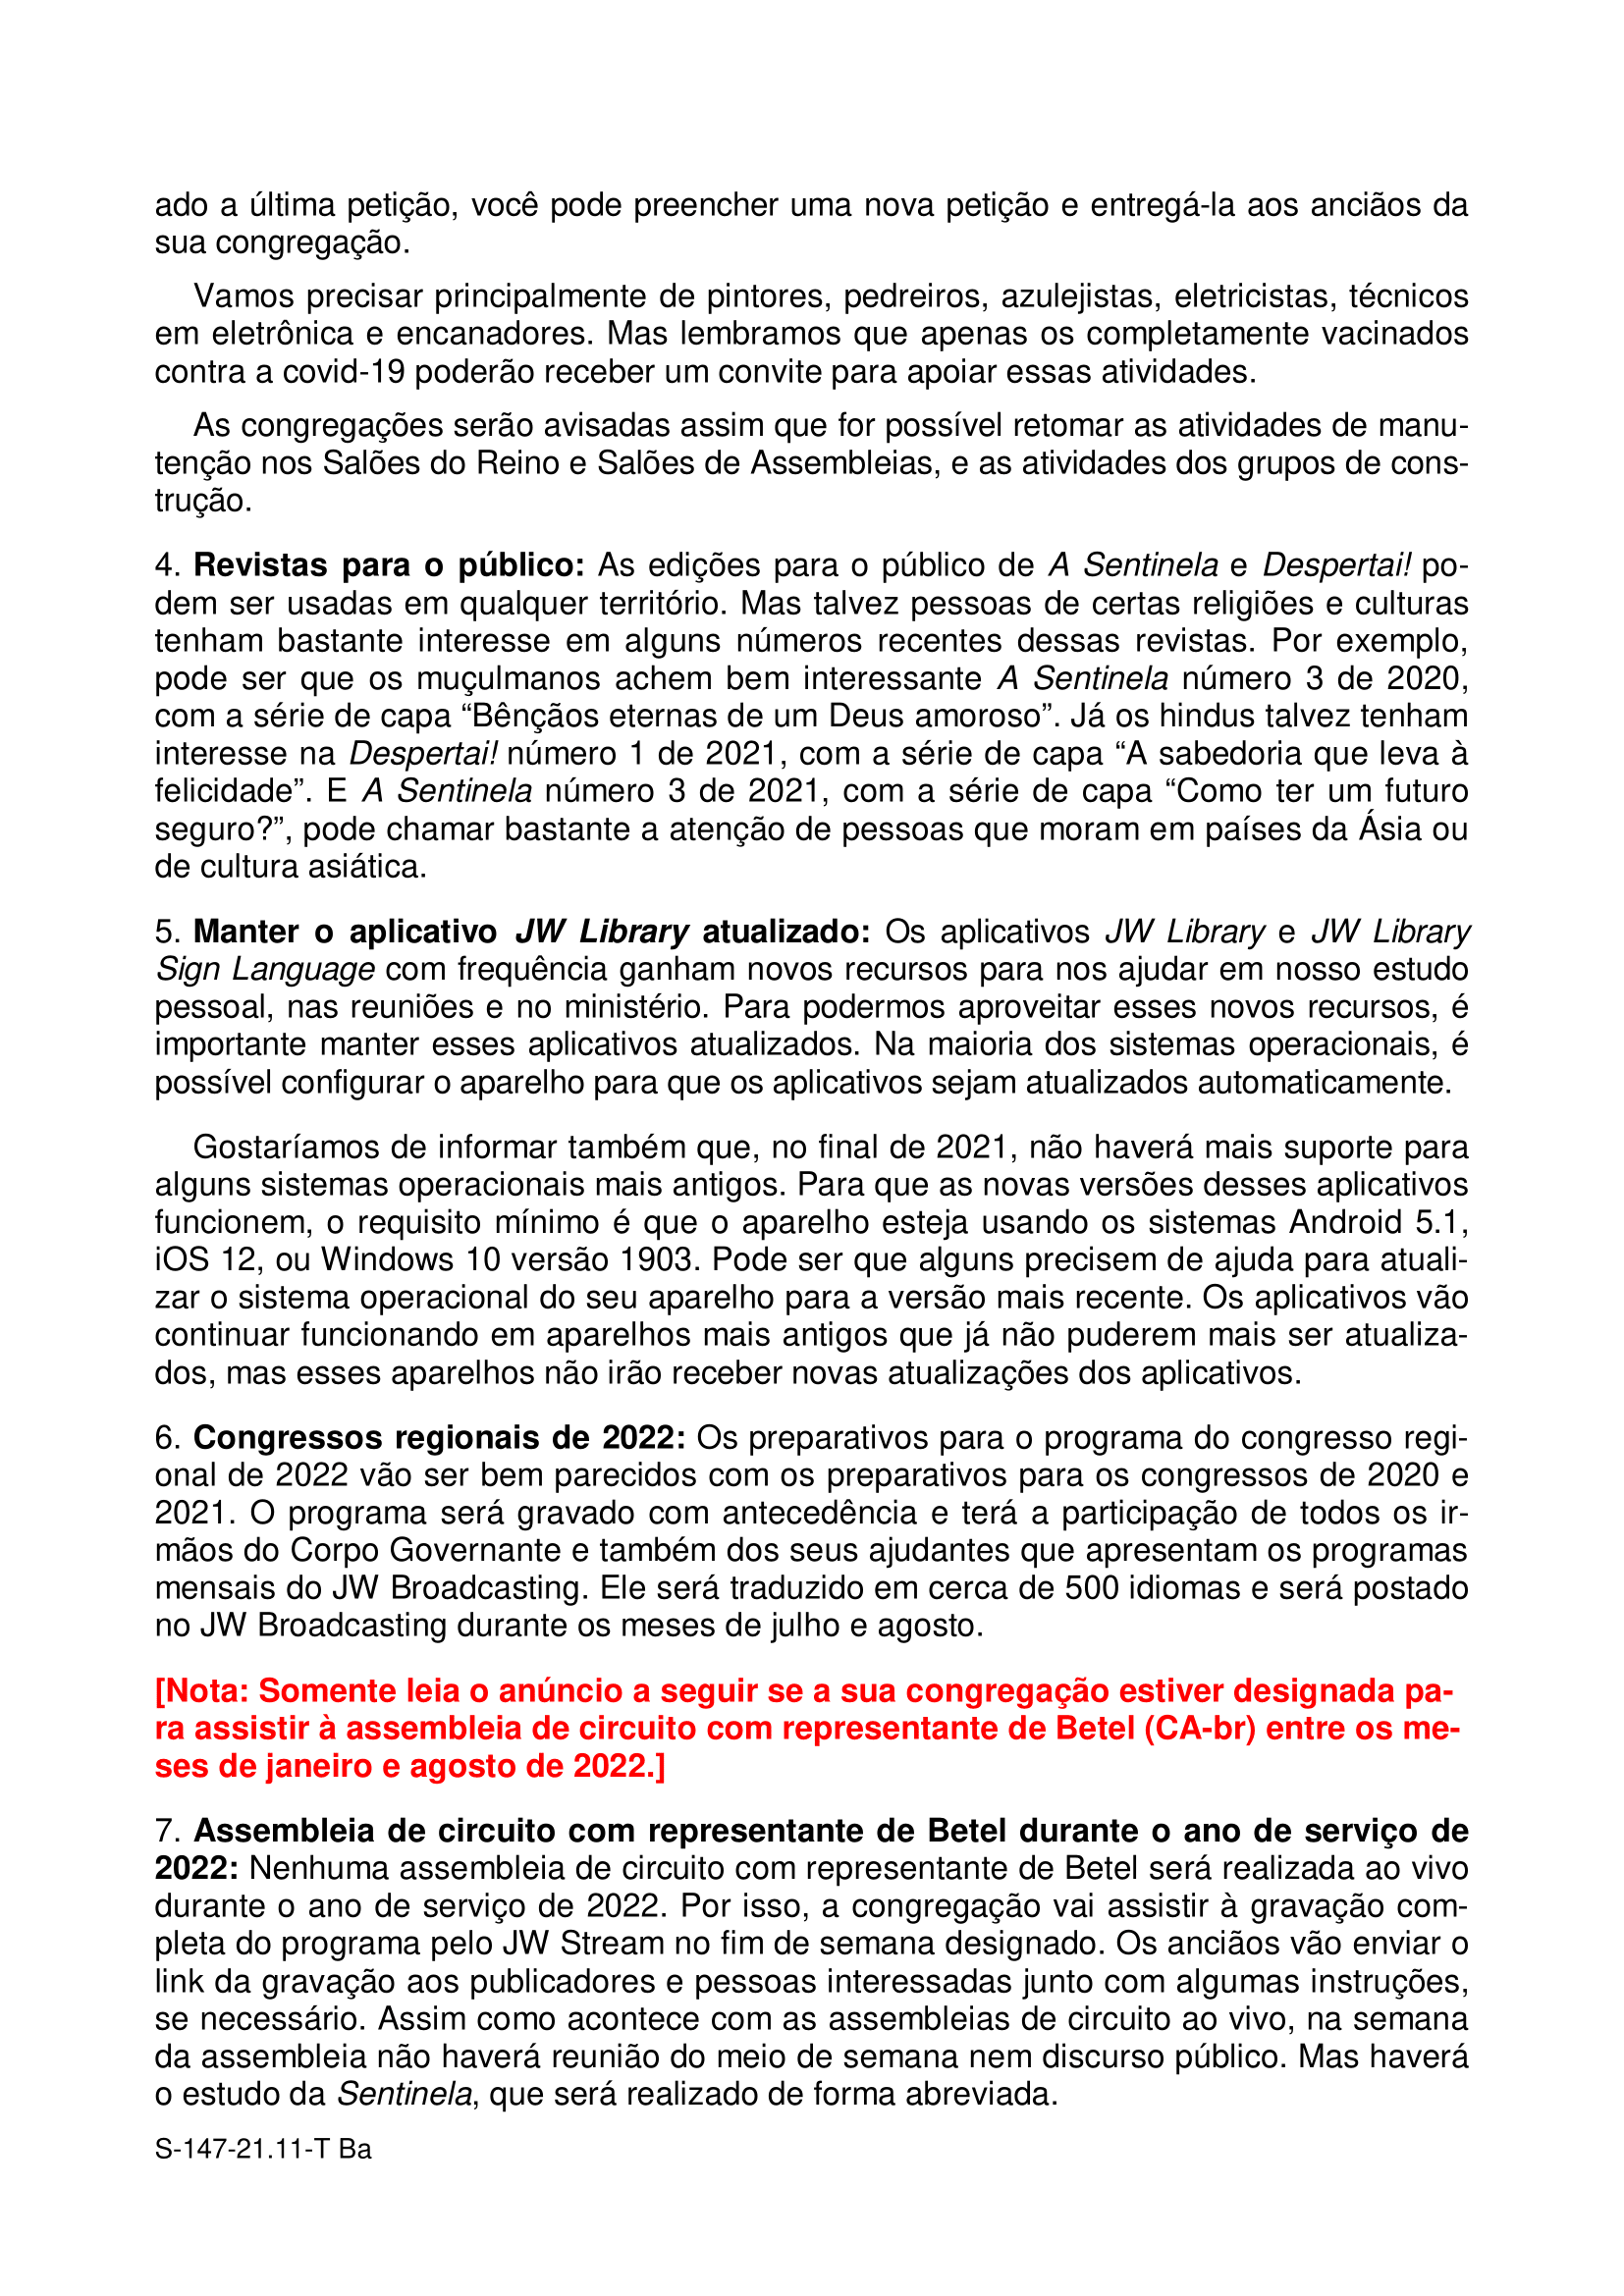 ado a última petição, você pode preencher uma nova petição e entregá-la aos anciãos da
sua congregação.
Vamos precisar principalmente de pintores, pedreiros, azulejistas, eletricistas, técnicos
em eletrônica e encanadores. Mas lembramos que apenas os completamente vacinados
contra a covid-19 poderão receber um convite para apoiar essas atividades.
As congregações serão avisadas assim que for possível retomar as atividades de manu-
tenção nos Salões do Reino e Salões de Assembleias, e as atividades dos grupos de cons-
trução.
4. Revistas para o público: As edições para o público de A Sentinela e Despertai! po-
dem ser usadas em qualquer território. Mas talvez pessoas de certas religiões e culturas
tenham bastante interesse em alguns números recentes dessas revistas. Por exemplo,
pode ser que os muçulmanos achem bem interessante A Sentinela número 3 de 2020,
com a série de capa “Bênçãos eternas de um Deus amoroso”. Já os hindus talvez tenham
interesse na Despertai! número 1 de 2021, com a série de capa “A sabedoria que leva à
felicidade”. E A Sentinela número 3 de 2021, com a série de capa “Como ter um futuro
seguro?”, pode chamar bastante a atenção de pessoas que moram em países da Ásia ou
de cultura asiática.
5. Manter o aplicativo JW Library atualizado: Os aplicativos JW Library e JW Library
Sign Language com frequência ganham novos recursos para nos ajudar em nosso estudo
pessoal, nas reuniões e no ministério. Para podermos aproveitar esses novos recursos, é
importante manter esses aplicativos atualizados. Na maioria dos sistemas operacionais, é
possível configurar o aparelho para que os aplicativos sejam atualizados automaticamente.
Gostaríamos de informar também que, no final de 2021, não haverá mais suporte para
alguns sistemas operacionais mais antigos. Para que as novas versões desses aplicativos
funcionem, o requisito mínimo é que o aparelho esteja usando os sistemas Android 5.1,
iOS 12, ou Windows 10 versão 1903. Pode ser que alguns precisem de ajuda para atuali-
zar o sistema operacional do seu aparelho para a versão mais recente. Os aplicativos vão
continuar funcionando em aparelhos mais antigos que já não puderem mais ser atualiza-
dos, mas esses aparelhos não irão receber novas atualizações dos aplicativos.
6. Congressos regionais de 2022: Os preparativos para o programa do congresso regi-
onal de 2022 vão ser bem parecidos com os preparativos para os congressos de 2020 e
2021. O programa será gravado com antecedência e terá a participação de todos os ir-
mãos do Corpo Governante e também dos seus ajudantes que apresentam os programas
mensais do JW Broadcasting. Ele será traduzido em cerca de 500 idiomas e será postado
no JW Broadcasting durante os meses de julho e agosto.
[Nota: Somente leia o anúncio a seguir se a sua congregação estiver designada pa-
ra assistir à assembleia de circuito com representante de Betel (CA-br) entre os me-
ses de janeiro e agosto de 2022.]
7. Assembleia de circuito com representante de Betel durante o ano de serviço de
2022: Nenhuma assembleia de circuito com representante de Betel será realizada ao vivo
durante o ano de serviço de 2022. Por isso, a congregação vai assistir à gravação com-
pleta do programa pelo JW Stream no fim de semana designado. Os anciãos vão enviar o
link da gravação aos publicadores e pessoas interessadas junto com algumas instruções,
se necessário. Assim como acontece com as assembleias de circuito ao vivo, na semana
da assembleia não haverá reunião do meio de semana nem discurso público. Mas haverá
o estudo da Sentinela, que será realizado de forma abreviada.
S-147-21.11-T Ba